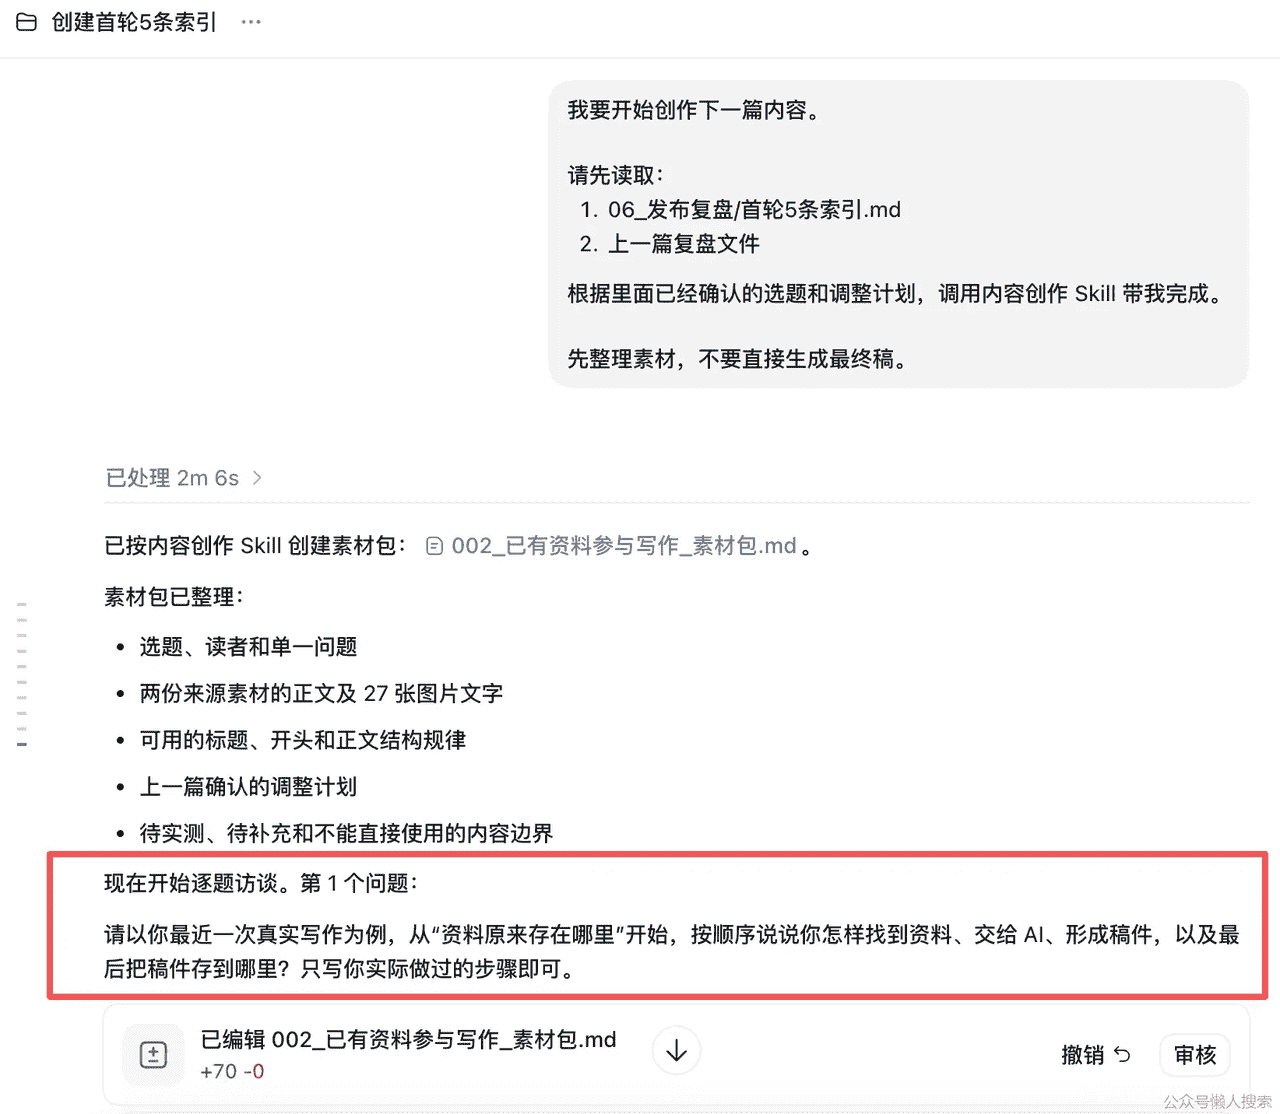 创建首轮5条索引 ···
我要开始创作下一篇内容。
请先读取：
1. 06_发布复盘/首轮5条索引.md
2. 上一篇复盘文件
根据里面已经确认的选题和调整计划，调用内容创作 Skill 带我完成。
先整理素材，不要直接生成最终稿。
已处理 2m 6s >
已按内容创作 Skill 创建素材包： 002_已有资料参与写作_素材包.md 。
素材包已整理：
• 选题、读者和单一问题
• 两份来源素材的正文及 27 张图片文字
• 可用的标题、开头和正文结构规律
• 上一篇确认的调整计划
• 待实测、待补充和不能直接使用的内容边界
现在开始逐题访谈。第 1 个问题：
请以你最近一次真实写作为例，从“资料原来存在哪里”开始，按顺序说说你怎样找到资料、交给 AI、形成稿件，以及最
后把稿件存到哪里？只写你实际做过的步骤即可。
已编辑 002_已有资料参与写作_素材包.md
+70 -0
撤销
审核
公众号懒人搜索